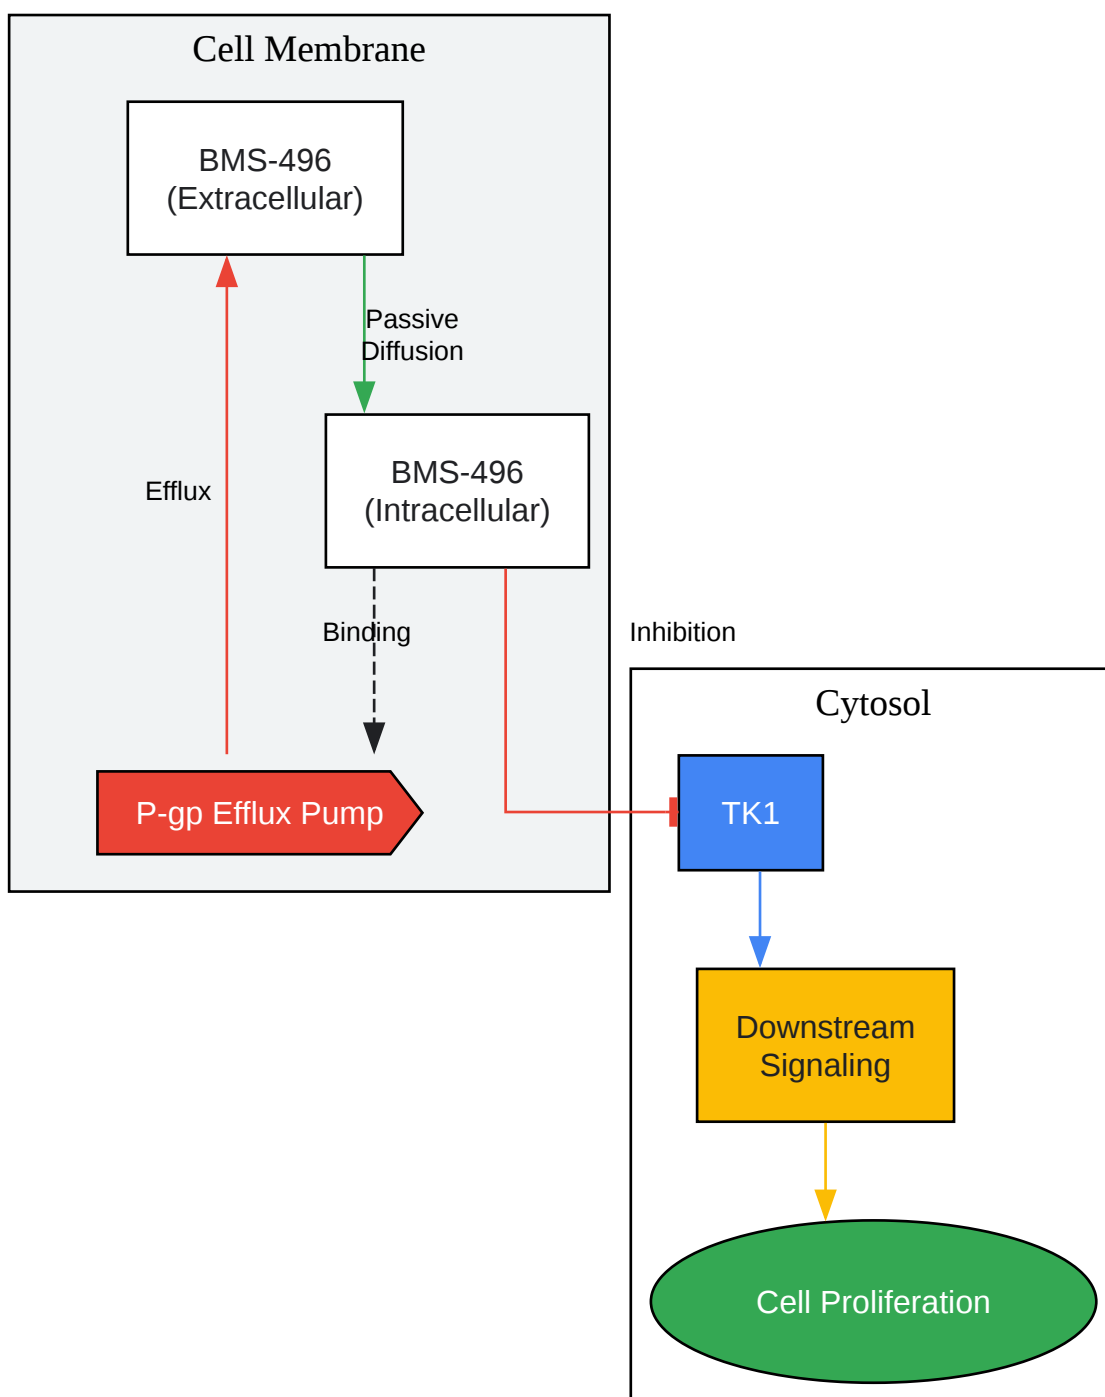 Cell Membrane
BMS-496
(Extracellular)
Passive
Diffusion
BMS-496
(Intracellular)
Efflux
Binding
Inhibition
P-gp Efflux Pump
Cytosol
TK1
Downstream
Signaling
Cell Proliferation